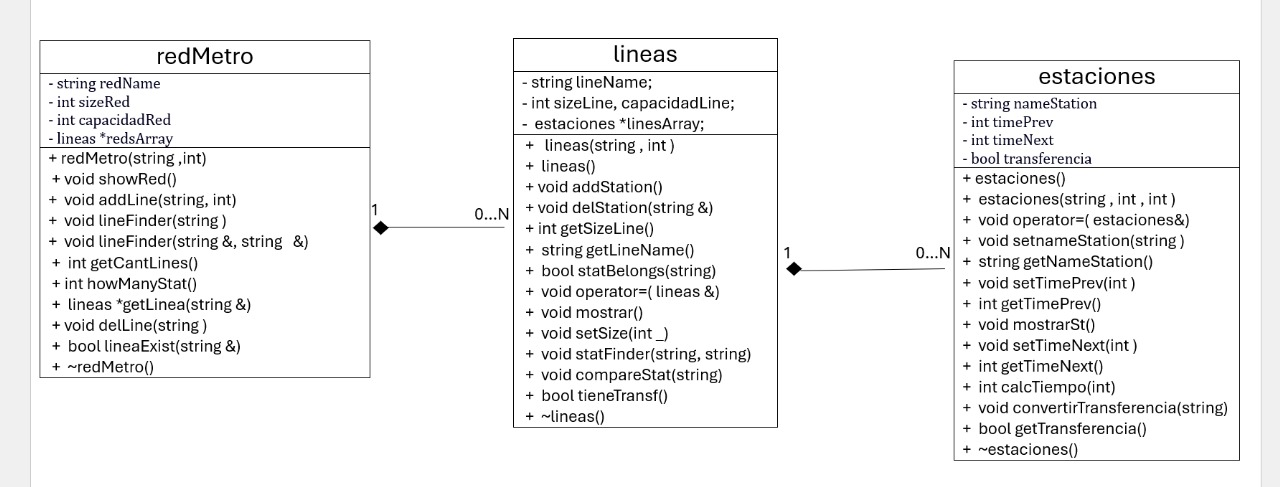 redMetro
- string redName
- int sizeRed
- int capacidadRed
- lineas *redsArray
+ redMetro(string ,int)
+ void showRed()
+ void addLine(string, int)
+ void lineFinder(string )
+ void lineFinder(string &, string &)
+ int getCantLines()
+ int howManyStat()
+ lineas *getLinea(string &)
+ void delLine(string )
+ bool lineaExist(string &)
+ ~redMetro()
1
0...N
lineas
- string lineName;
- int sizeLine, capacidadLine;
- estaciones *linesArray;
+ lineas(string , int )
+ lineas()
+ void addStation()
+ void delStation(string &)
+ int getSizeLine()
+ string getLineName()
+ bool statBelongs(string)
+ void operator=( lineas &)
+ void mostrar()
+ void setSize(int _)
+ void statFinder(string, string)
+ void compareStat(string)
+ bool tieneTransf()
+ ~lineas()
1
0...N
estaciones
- string nameStation
- int timePrev
- int timeNext
- bool transferencia
+ estaciones()
+ estaciones(string , int , int )
+ void operator=( estaciones&)
+ void setnameStation(string )
+ string getNameStation()
+ void setTimePrev(int )
+ int getTimePrev()
+ void mostrarSt()
+ void setTimeNext(int )
+ int getTimeNext()
+ int calcTiempo(int)
+ void convertirTransferencia(string)
+ bool getTransferencia()
+ ~estaciones()